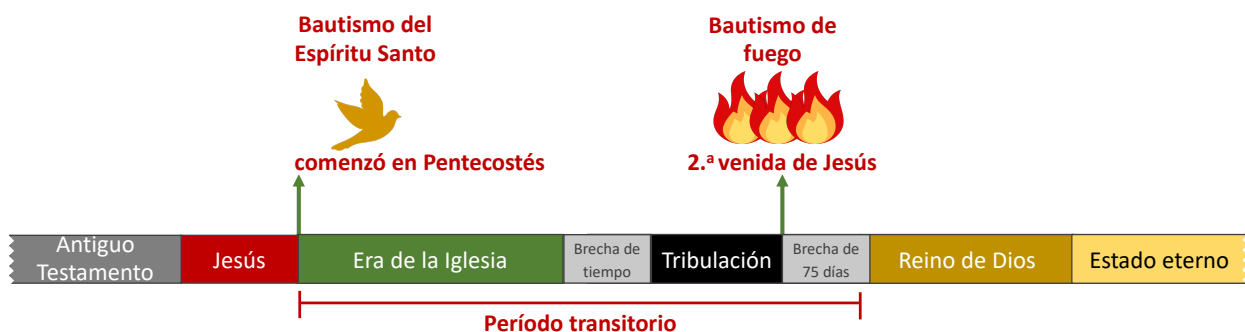 Bautismo del
Espíritu Santo
comenzó en Pentecostés
Bautismo de
fuego
2.ª venida de Jesús
Antiguo
Testamento
Jesús
Era de la Iglesia
Brecha de
tiempo
Tribulación
Brecha de
75 días
Reino de Dios
Estado eterno
Período transitorio